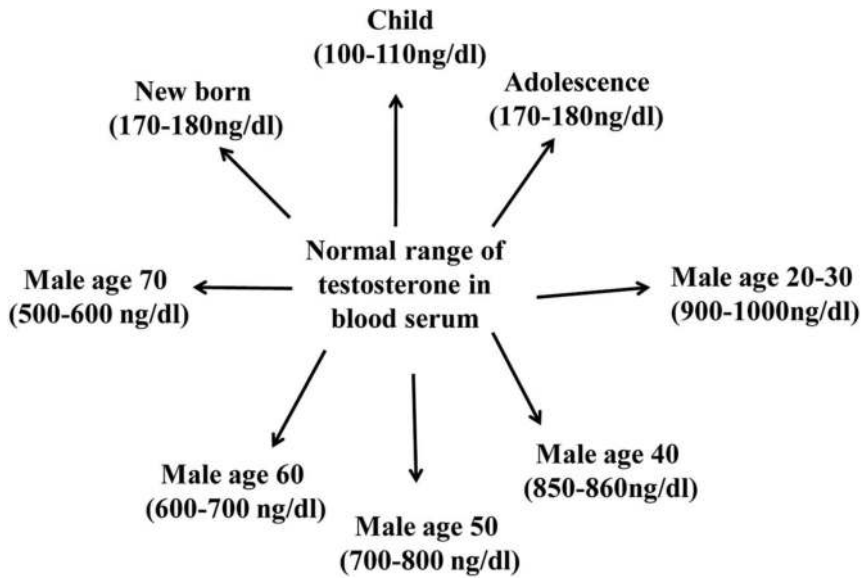 Child
(100-110ng/dl)
Adolescence
(170-180ng/dl)
New born
(170-180ng/dl)
Normal range of
testosterone in
blood serum
Male age 70
(500-600 ng/dl)
Male age 20-30
(900-1000ng/dl)
Male age 60
(600-700 ng/dl)
Male age 50
(700-800 ng/dl)
Male age 40
(850-860ng/dl)